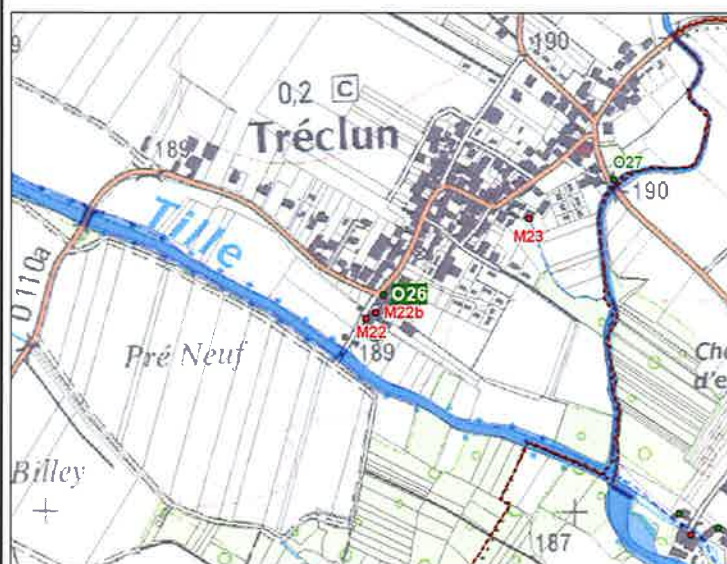 9
190
0,2 C
Tréclun
189
O27
190
M23
Tille
D 110a
O26
M22b
M22
189
Pré Neuf
Ch
d'e
Billey
187